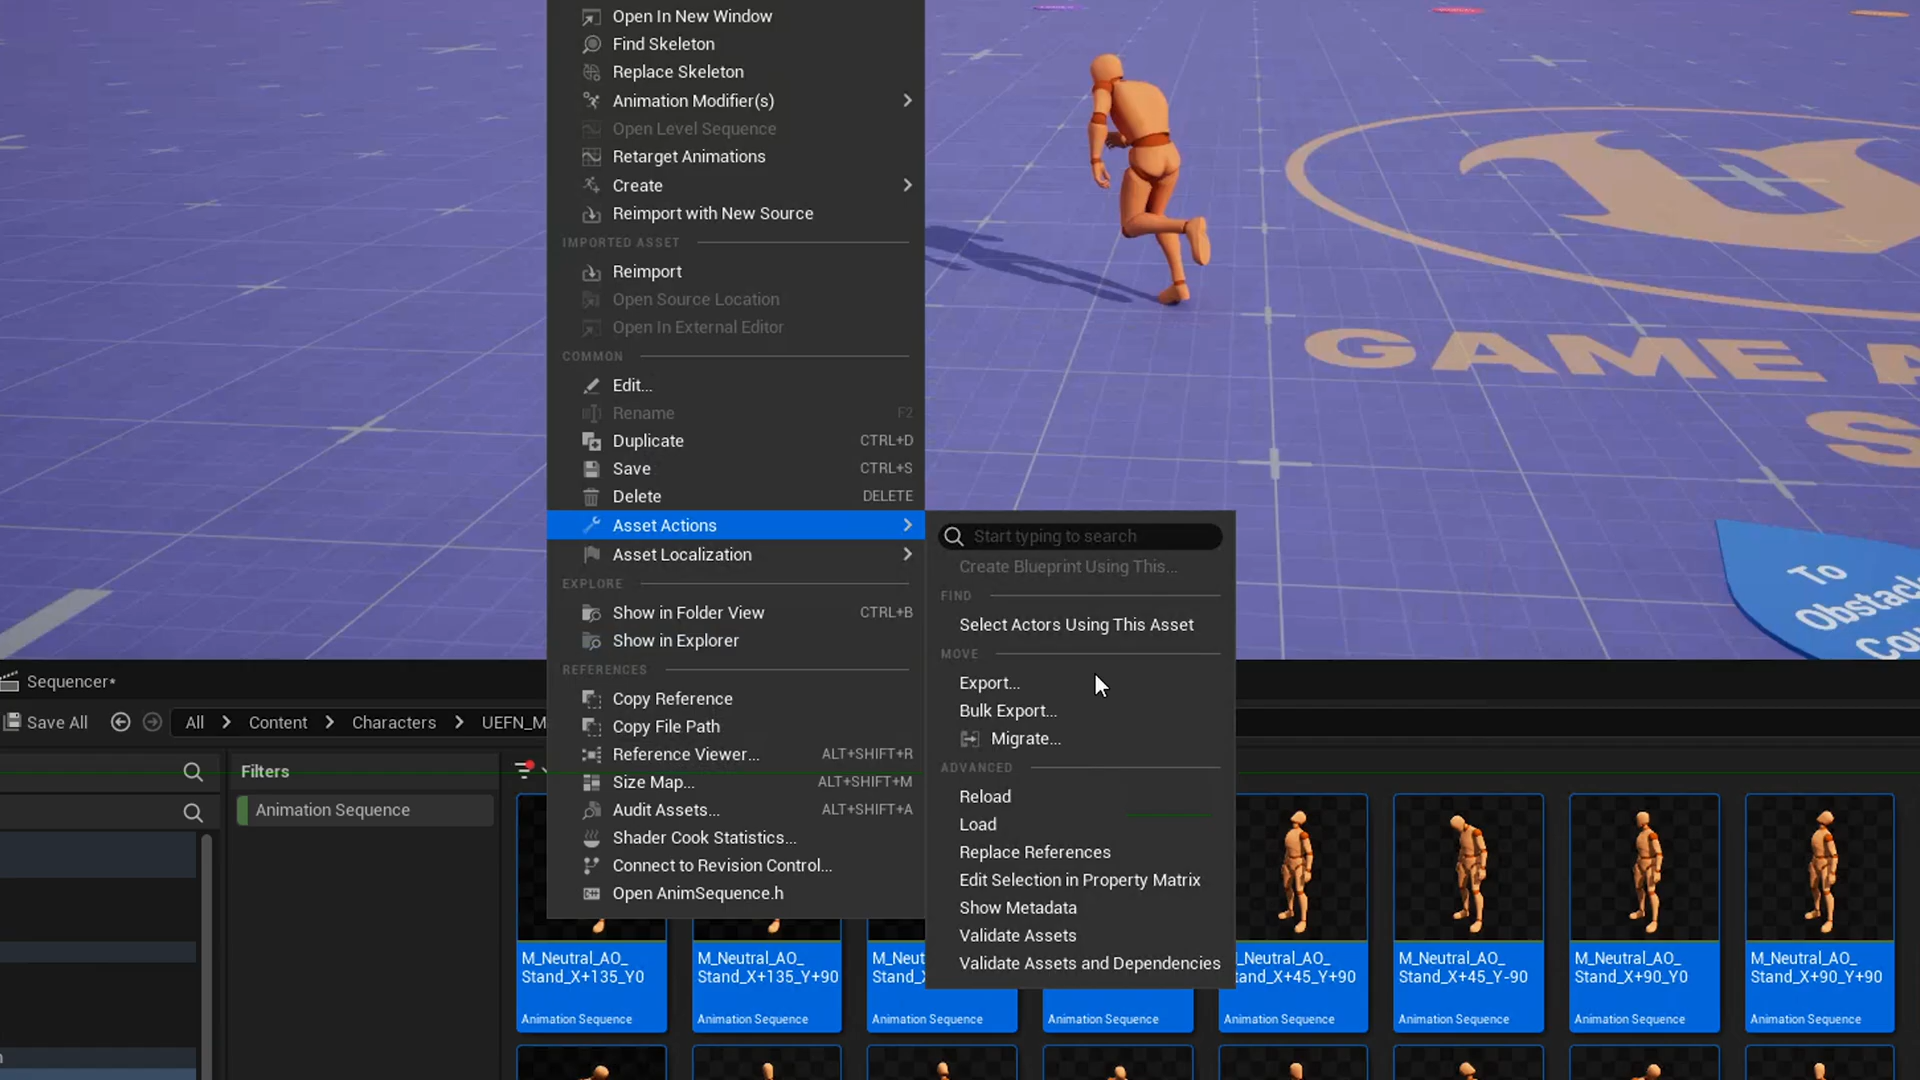 Open In New Window
Find Skeleton
Replace Skeleton
Animation Modifier(s)
Open Level Sequence
Retarget Animations
Create
Reimport with New Source
IMPORTED ASSET
Reimport
Open Source Location
Open In External Editor
COMMON
Edit...
Rename F2
Duplicate CTRL+D
Save CTRL+S
Delete DELETE
Asset Actions
Asset Localization
EXPLORE
Show in Folder View CTRL+B
Show in Explorer
REFERENCES
Copy Reference
Copy File Path
Reference Viewer... ALT+SHIFT+R
Size Map... ALT+SHIFT+M
Audit Assets... ALT+SHIFT+A
Shader Cook Statistics...
Connect to Revision Control...
Open AnimSequence.h
Start typing to search
Create Blueprint Using This...
FIND
Select Actors Using This Asset
MOVE
Export...
Bulk Export...
Migrate...
ADVANCED
Reload
Load
Replace References
Edit Selection in Property Matrix
Show Metadata
Validate Assets
Validate Assets and Dependencies
GAME A
S
To
Obstac
Cou
Sequencer*
Save All
All Content Characters UEFN_M
Filters
Animation Sequence
M_Neutral_AO_
Stand_X+135_Y0
Animation Sequence
M_Neutral_AO_
Stand_X+135_Y+90
Animation Sequence
M_Neut
Stand_X
Animation Sequence
Animation Sequence
_Neutral_AO_
tand_X+45_Y+90
Animation Sequence
M_Neutral_AO_
Stand_X+45_Y-90
Animation Sequence
M_Neutral_AO_
Stand_X+90_Y0
Animation Sequence
M_Neutral_AO_
Stand_X+90_Y+90
Animation Sequence